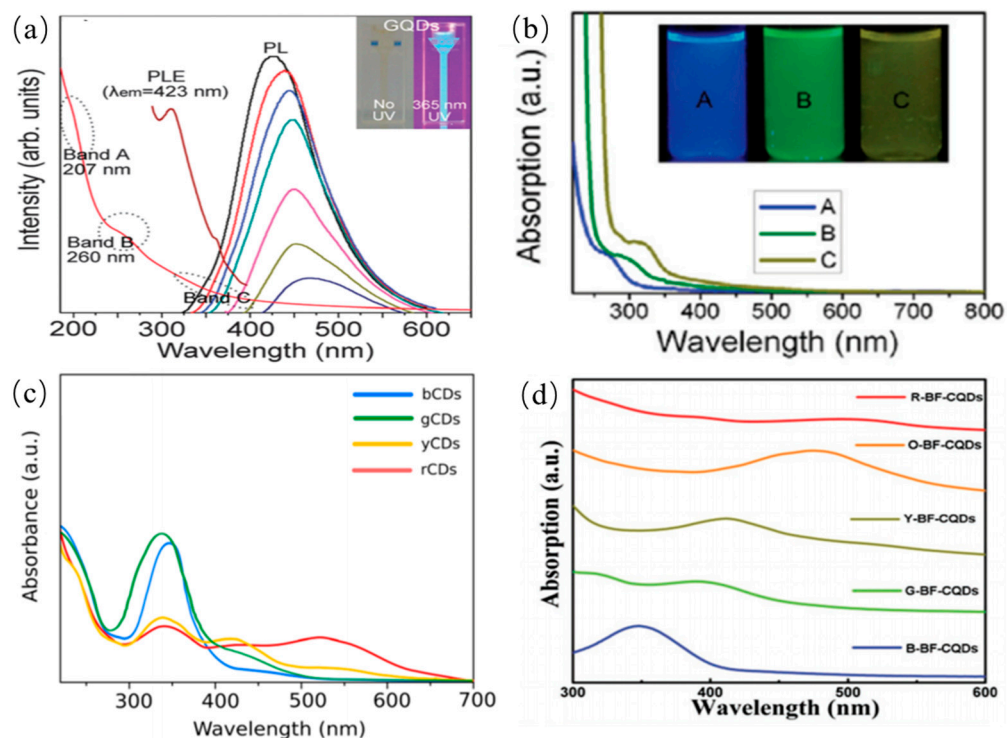 (a)
GQDs
PL
PLE
(λem=423 nm)
No
UV
365 nm
UV
Band A
207 nm
Band B
260 nm
Band C
Intensity (arb. units)
200 300 350 400 450 500 550 600
Wavelength (nm)
(b)
A B C
A
B
C
Absorption (a.u.)
300 400 500 600 700 800
Wavelength (nm)
(c)
bCDs
gCDs
yCDs
rCDs
Absorbance (a.u.)
300 400 500 600 700
Wavelength (nm)
(d)
R-BF-CQDs
O-BF-CQDs
Y-BF-CQDs
G-BF-CQDs
B-BF-CQDs
Absorption (a.u.)
300 400 500 600
Wavelength (nm)